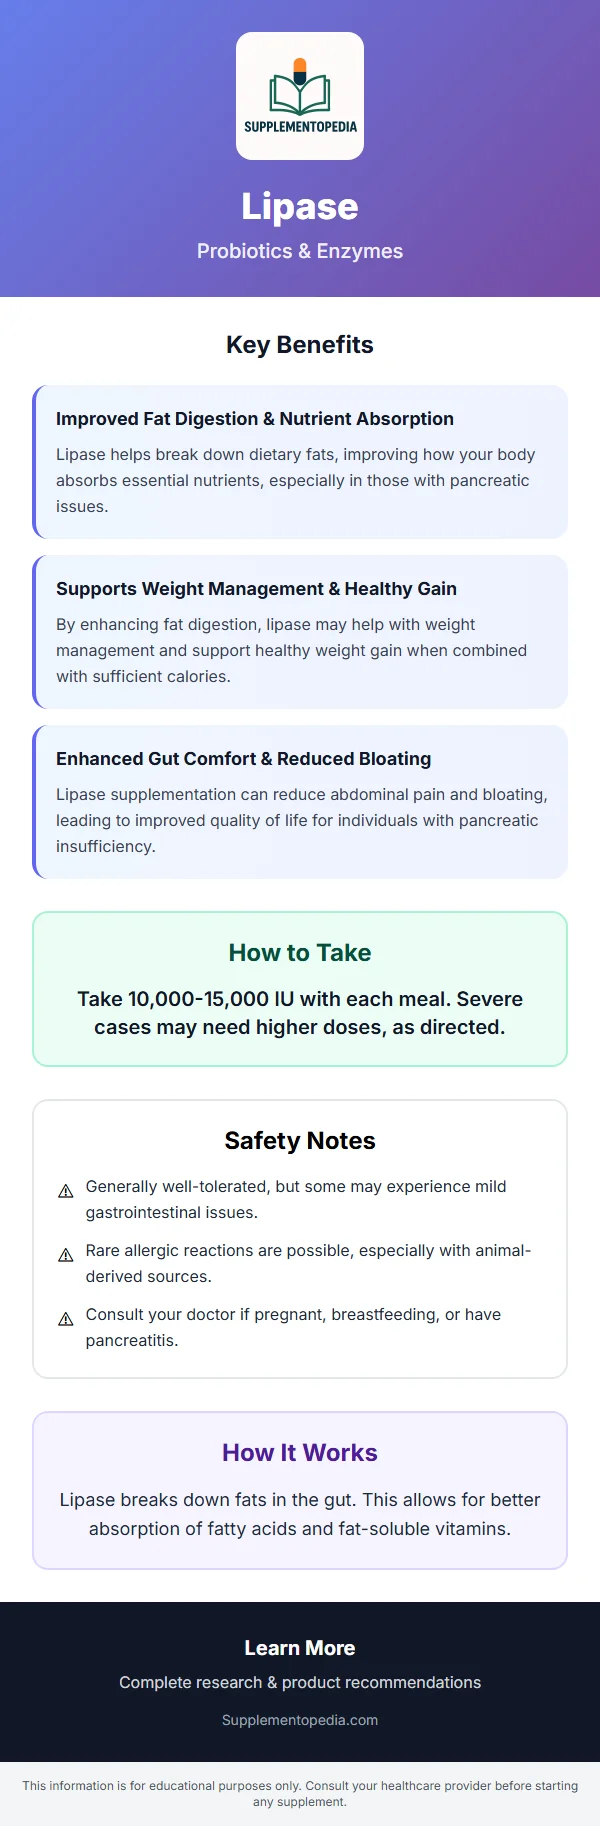 SUPPLEMENTOPEDIA
Lipase
Probiotics & Enzymes
Key Benefits
Improved Fat Digestion & Nutrient Absorption
Lipase helps break down dietary fats, improving how your body
absorbs essential nutrients, especially in those with pancreatic
issues.
Supports Weight Management & Healthy Gain
By enhancing fat digestion, lipase may help with weight
management and support healthy weight gain when combined
with sufficient calories.
Enhanced Gut Comfort & Reduced Bloating
Lipase supplementation can reduce abdominal pain and bloating,
leading to improved quality of life for individuals with pancreatic
insufficiency.
How to Take
Take 10,000-15,000 IU with each meal. Severe
cases may need higher doses, as directed.
Safety Notes
⚠ Generally well-tolerated, but some may experience mild
gastrointestinal issues.
⚠ Rare allergic reactions are possible, especially with animal-
derived sources.
⚠ Consult your doctor if pregnant, breastfeeding, or have
pancreatitis.
How It Works
Lipase breaks down fats in the gut. This allows for better
absorption of fatty acids and fat-soluble vitamins.
Learn More
Complete research & product recommendations
Supplementopedia.com
This information is for educational purposes only. Consult your healthcare provider before starting
any supplement.